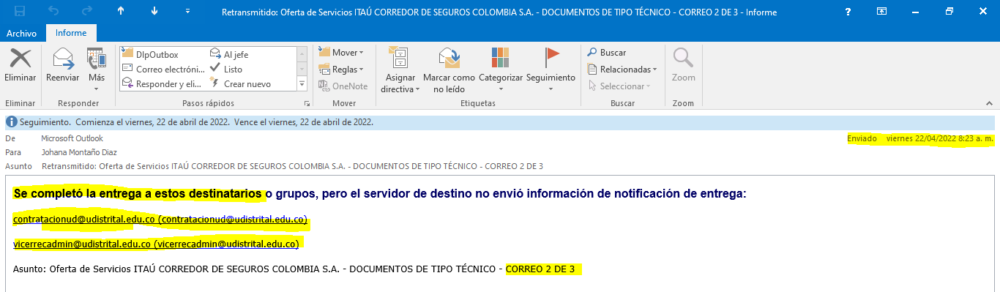 Retransmitido: Oferta de Servicios ITAÚ CORREDOR DE SEGUROS COLOMBIA S.A. - DOCUMENTOS DE TIPO TÉCNICO - CORREO 2 DE 3 - Informe
?
Archivo Informe
Eliminar
Reenviar
Más
DlpOutbox
Al jefe
Correo electróni...
Listo
Responder y eli...
Crear nuevo
Mover
Reglas
OneNote
Asignar directiva
Marcar como no leído
Categorizar
Seguimiento
Buscar
Relacionadas
Seleccionar
Zoom
Eliminar Responder Pasos rápidos Mover Etiquetas Buscar Zoom
Seguimiento. Comienza el viernes, 22 de abril de 2022. Vence el viernes, 22 de abril de 2022.
De Microsoft Outlook Enviado viernes 22/04/2022 8:23 a. m.
Para Johana Montaño Diaz
Asunto Retransmitido: Oferta de Servicios ITAÚ CORREDOR DE SEGUROS COLOMBIA S.A. - DOCUMENTOS DE TIPO TÉCNICO - CORREO 2 DE 3
Se completó la entrega a estos destinatarios o grupos, pero el servidor de destino no envió información de notificación de entrega:
contratacionud@udistrital.edu.co (contratacionud@udistrital.edu.co)
vicerrecadmin@udistrital.edu.co (vicerrecadmin@udistrital.edu.co)
Asunto: Oferta de Servicios ITAÚ CORREDOR DE SEGUROS COLOMBIA S.A. - DOCUMENTOS DE TIPO TÉCNICO - CORREO 2 DE 3